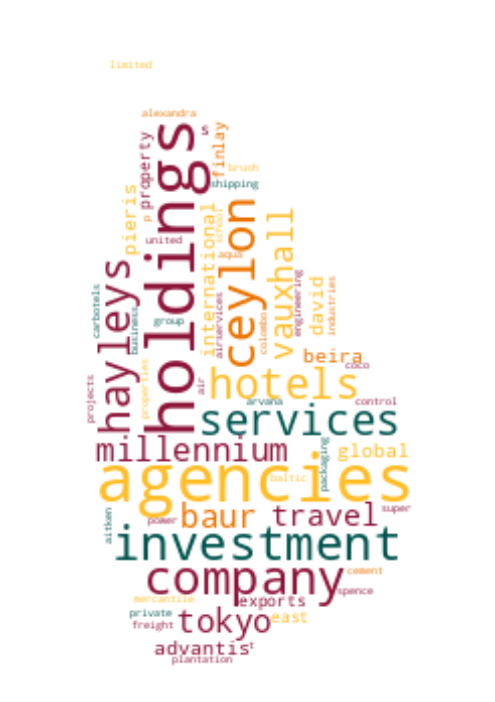 limited
alexandra
s
holdings
property
finlay
brush
shipping
pieris
p
ceylon
international
school
vauxhall
united
aqua
hayleys
engineering
david
industries
carbotels
business
group
airservices
colombo
beira
coco
properties
projects
air
hotels
arvana
control
services
millennium
packaging
global
agencies
baltic
aitken
power
baur
travel
super
investment
company
cement
spence
mercantile
exports
private
freight
tokyo
east
advantis
t
plantation